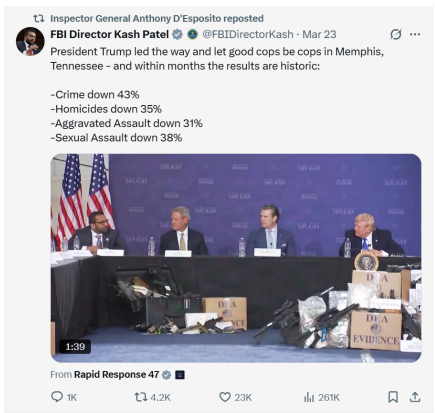 Inspector General Anthony D'Esposito reposted
FBI Director Kash Patel @FBIDirectorKash · Mar 23
President Trump led the way and let good cops be cops in Memphis,
Tennessee - and within months the results are historic:
-Crime down 43%
-Homicides down 35%
-Aggravated Assault down 31%
-Sexual Assault down 38%
DEA
DEA
DEA
EVIDENCE
1:39
From Rapid Response 47
1K 4.2K 23K 261K